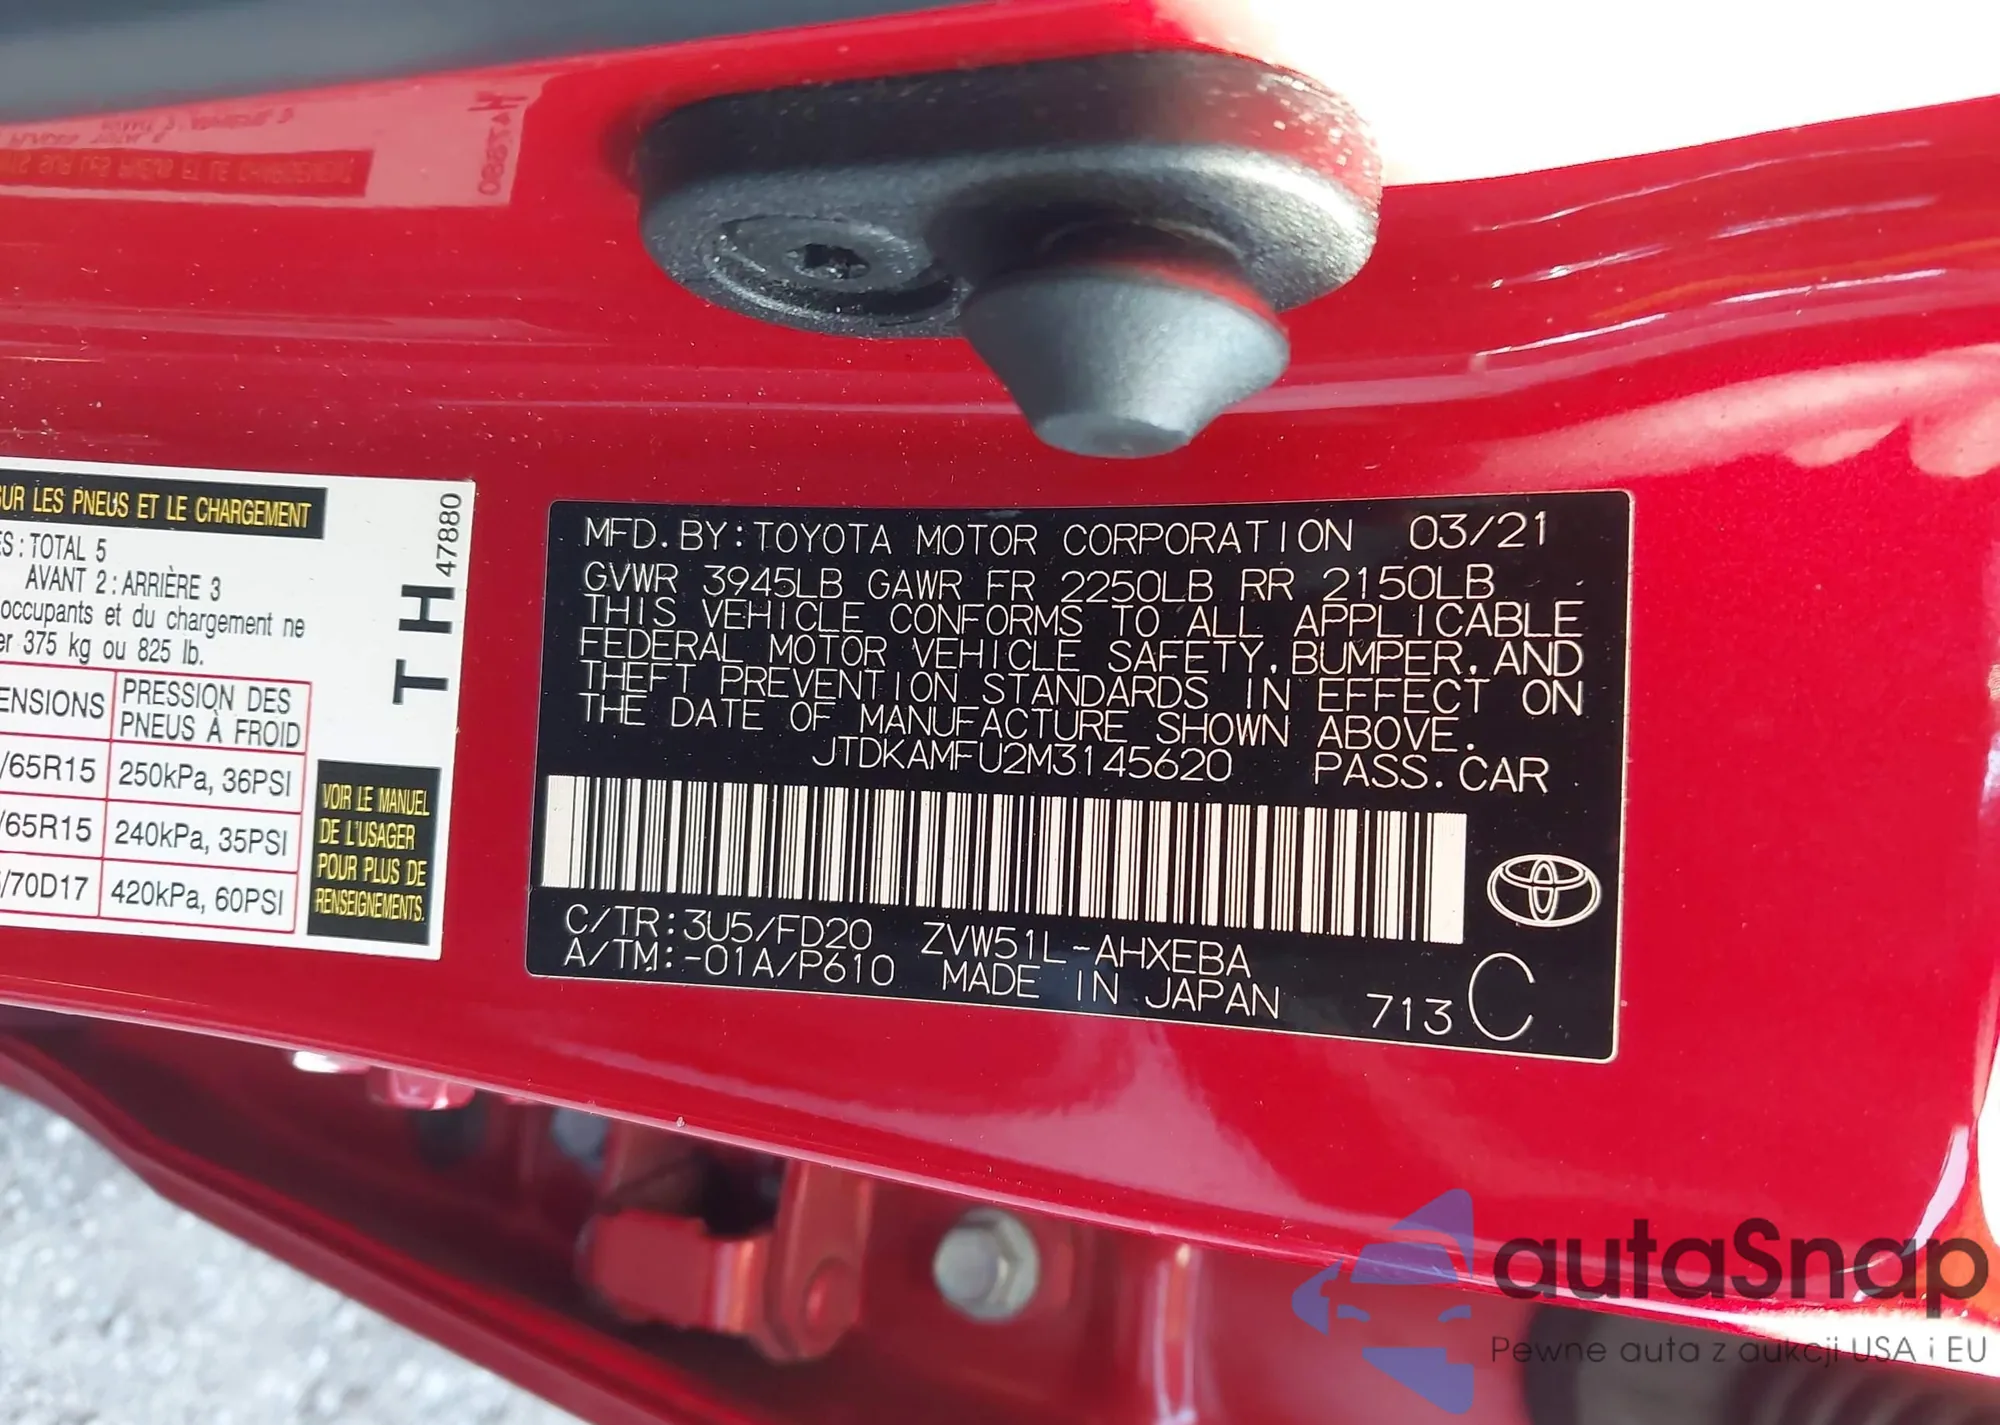 SUR LES PNEUS ET LE CHARGEMENT
ES : TOTAL 5
AVANT 2 : ARRIÈRE 3
occupants et du chargement ne
er 375 kg ou 825 lb.
ENSIONS
PRESSION DES
PNEUS À FROID
/65R15 250kPa, 36PSI
/65R15 240kPa, 35PSI
/70D17 420kPa, 60PSI
T H 47880
VOIR LE MANUEL
DE L'USAGER
POUR PLUS DE
RENSEIGNEMENTS.
MFD. BY: TOYOTA MOTOR CORPORATION 03/21
GVWR 3945LB GAWR FR 2250LB RR 2150LB
THIS VEHICLE CONFORMS TO ALL APPLICABLE
FEDERAL MOTOR VEHICLE SAFETY, BUMPER, AND
THEFT PREVENTION STANDARDS IN EFFECT ON
THE DATE OF MANUFACTURE SHOWN ABOVE.
JTDKAMFU2M3145620 PASS. CAR
C/TR: 3U5/FD20 ZVW51L-AHXEBA
A/TM: -01A/P610 MADE IN JAPAN 713 C
autaSnap
Pewne auta z aukcji USA i EU